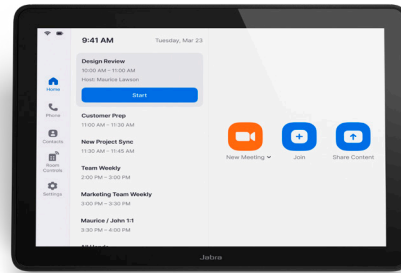 9:41 AM
Tuesday, Mar 23
Design Review
10:00 AM – 11:00 AM
Host: Maurice Lawson
Start
Customer Prep
11:00 AM – 11:30 AM
New Project Sync
11:30 AM – 11:45 AM
Team Weekly
2:00 PM – 3:00 PM
Marketing Team Weekly
3:00 PM – 3:30 PM
Maurice / John 1:1
3:30 PM – 4:00 PM
All Hands
Home
Phone
Contacts
Room
Controls
Settings
New Meeting
Join
Share Content
Jabra